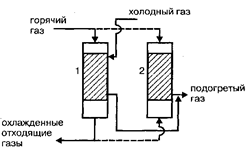 горячий
газ
холодный газ
1
2
подогретый
газ
охлажденные
отходящие
газы